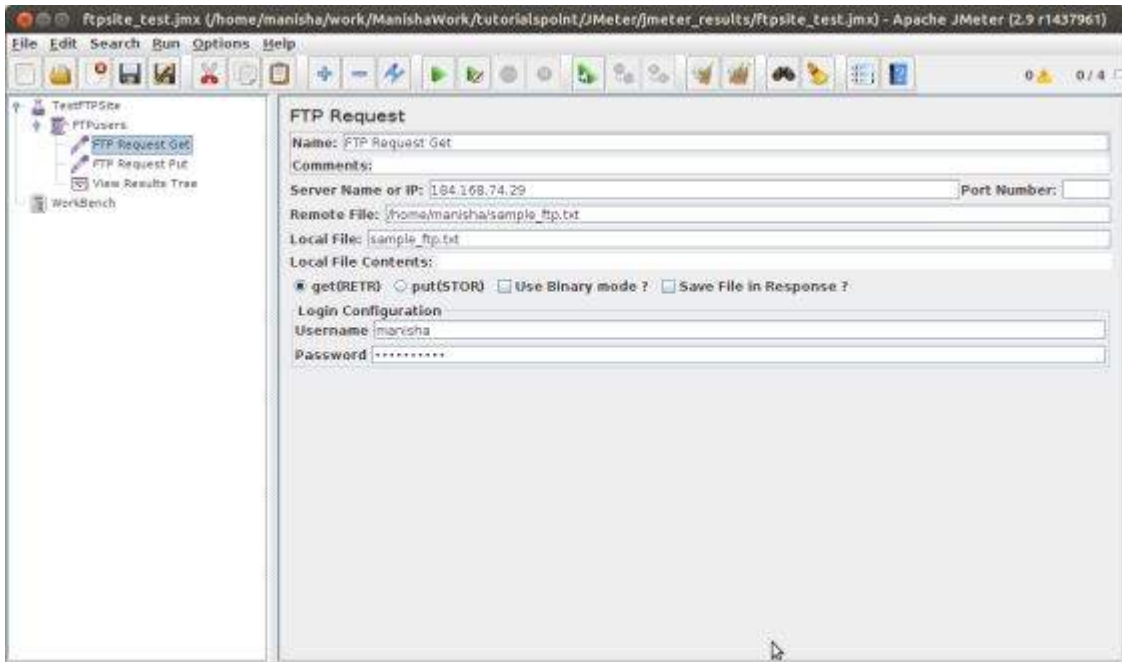 ftpsite_test.jmx (/home/manisha/work/ManishaWork/tutorialspoint/JMeter/jmeter_results/ftpsite_test.jmx) - Apache JMeter (2.9 r1437961)
File Edit Search Run Options Help
0 0 / 4
TestFTPSite
FTPusers
FTP Request Get
FTP Request Put
View Results Tree
WorkBench
FTP Request
Name: FTP Request Get
Comments:
Server Name or IP: 184.168.74.29 Port Number:
Remote File: /home/manisha/sample_ftp.txt
Local File: sample_ftp.txt
Local File Contents:
get(RETR) put(STOR) Use Binary mode ? Save File in Response ?
Login Configuration
Username manisha
Password ••••••••••